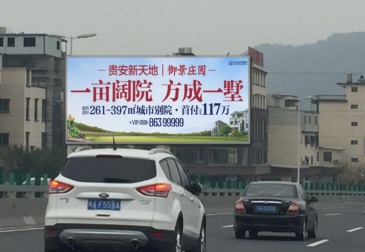 贵安新天地 | 御景庄园
一亩阔院 方成一墅
261-397㎡城市别院·首付117万
863 99999